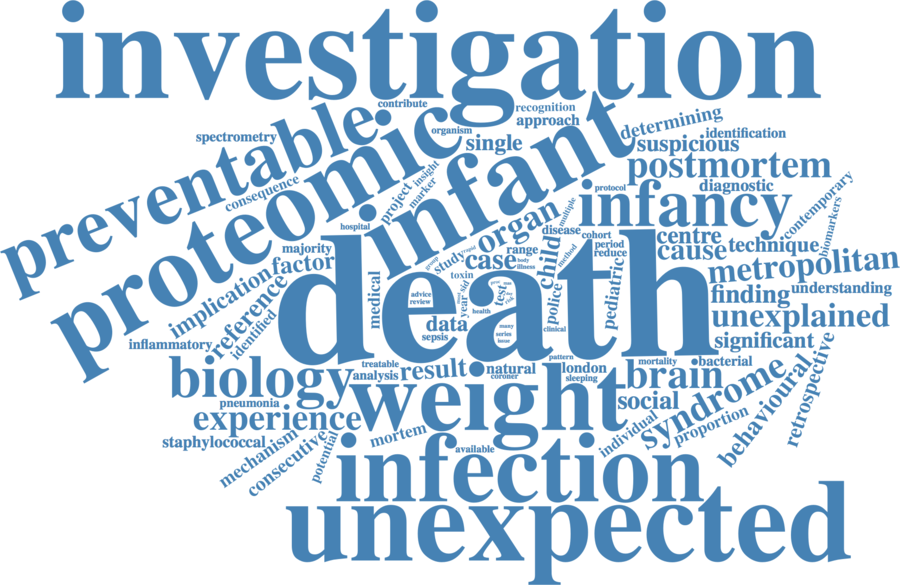 investigation
contribute
recognition
preventable
organism
approach
determining
spectrometry
single
identification
suspicious
proteomic
infant
insight
postmortem
consequence
project
marker
protocol
diagnostic
contemporary
hospital
multiple
infancy
organ
disease
cohort
biomarkers
majority
study
rapid
range
period
centre
technique
factor
group
case
body
illness
child
method
reduce
cause
metropolitan
implication
toxin
death
medical
sid
year
advice
review
test
risk
police
pediatric
finding
understanding
reference
health
unexplained
identified
data
many
series
issue
clinical
significant
inflammatory
sepsis
pattern
treatable
mortality
bacterial
biology
analysis
result
natural
coroner
london
sleeping
brain
syndrome
behavioural
retrospective
pneumonia
weight
social
experience
individual
proportion
staphylococcal
mortem
mechanism
consecutive
potential
available
infection
unexpected